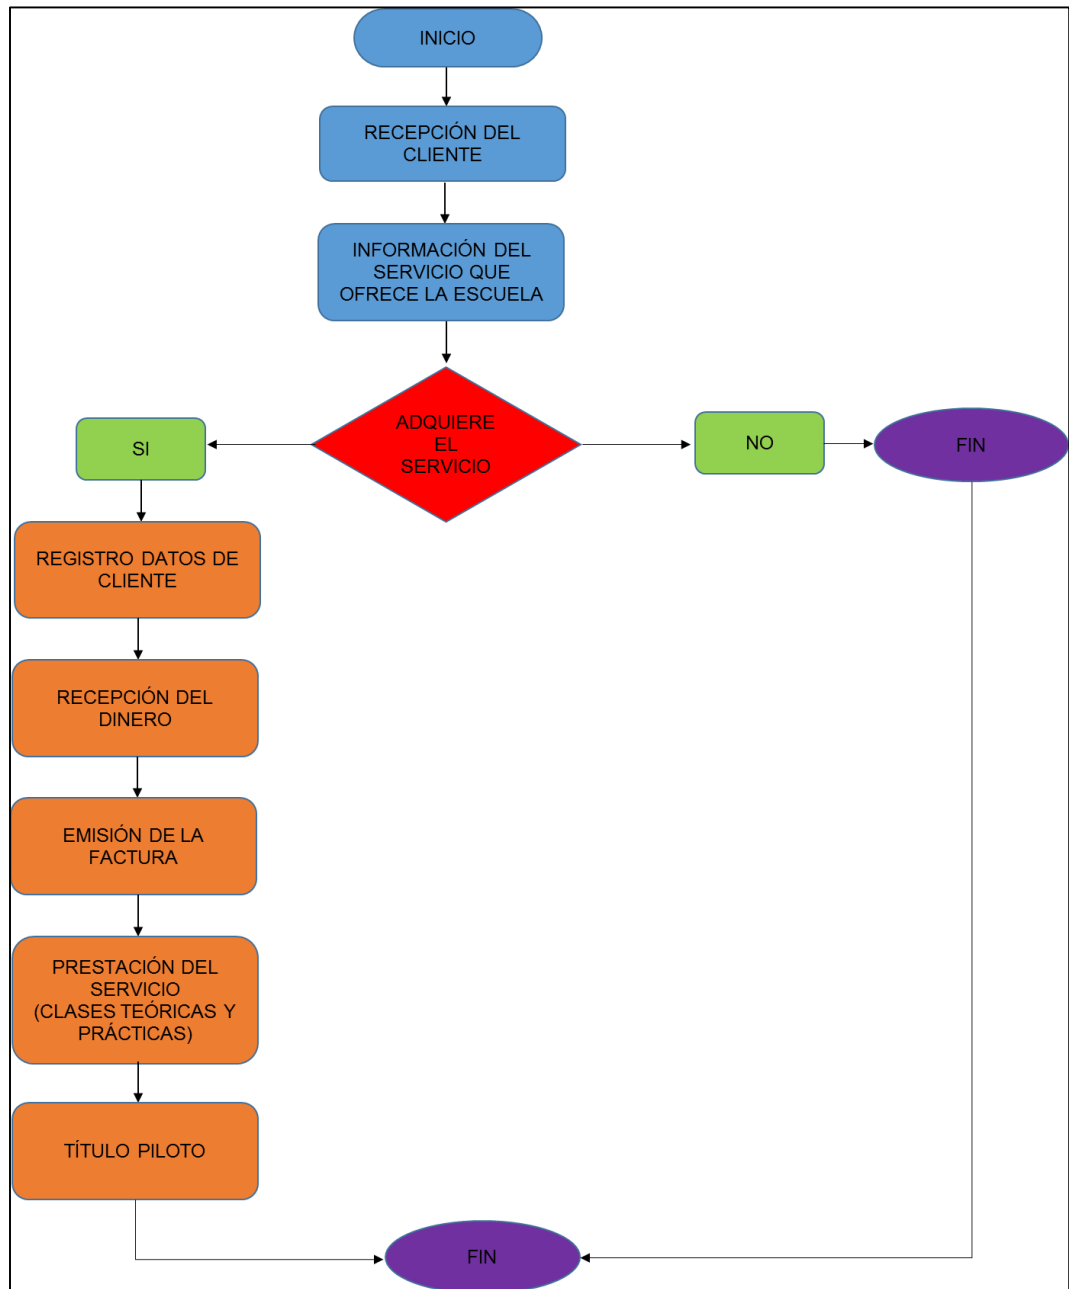 INICIO
RECEPCIÓN DEL
CLIENTE
INFORMACIÓN DEL
SERVICIO QUE
OFRECE LA ESCUELA
ADQUIERE
EL
SERVICIO
SI
NO
FIN
REGISTRO DATOS DE
CLIENTE
RECEPCIÓN DEL
DINERO
EMISIÓN DE LA
FACTURA
PRESTACIÓN DEL
SERVICIO
(CLASES TEÓRICAS Y
PRÁCTICAS)
TÍTULO PILOTO
FIN